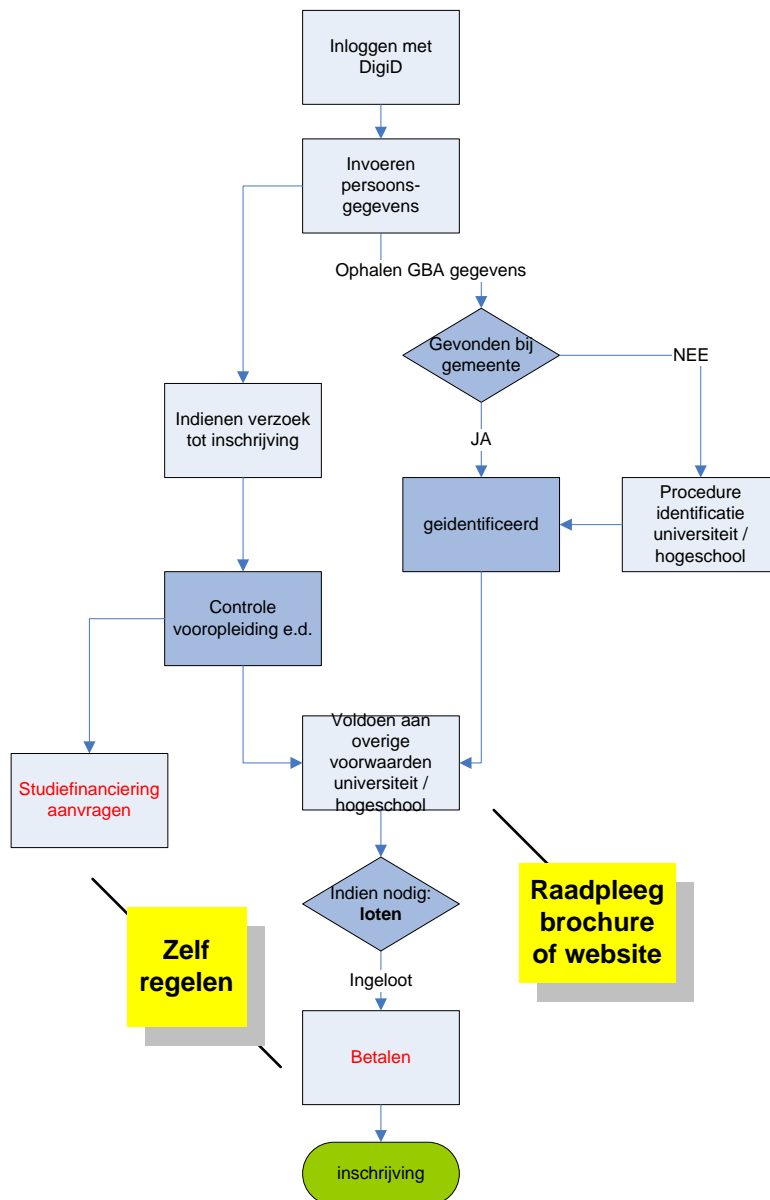 Inloggen met
DigiD
Invoeren
persoons-
gegevens
Ophalen GBA gegevens
Gevonden bij
gemeente
NEE
JA
Indienen verzoek
tot inschrijving
geidentificeerd
Procedure
identificatie
universiteit /
hogeschool
Controle
vooropleiding e.d.
Voldoen aan
overige
voorwaarden
universiteit /
hogeschool
Studiefinanciering
aanvragen
Indien nodig:
loten
Raadpleeg
brochure
of website
Zelf
regelen
Ingeloot
Betalen
inschrijving